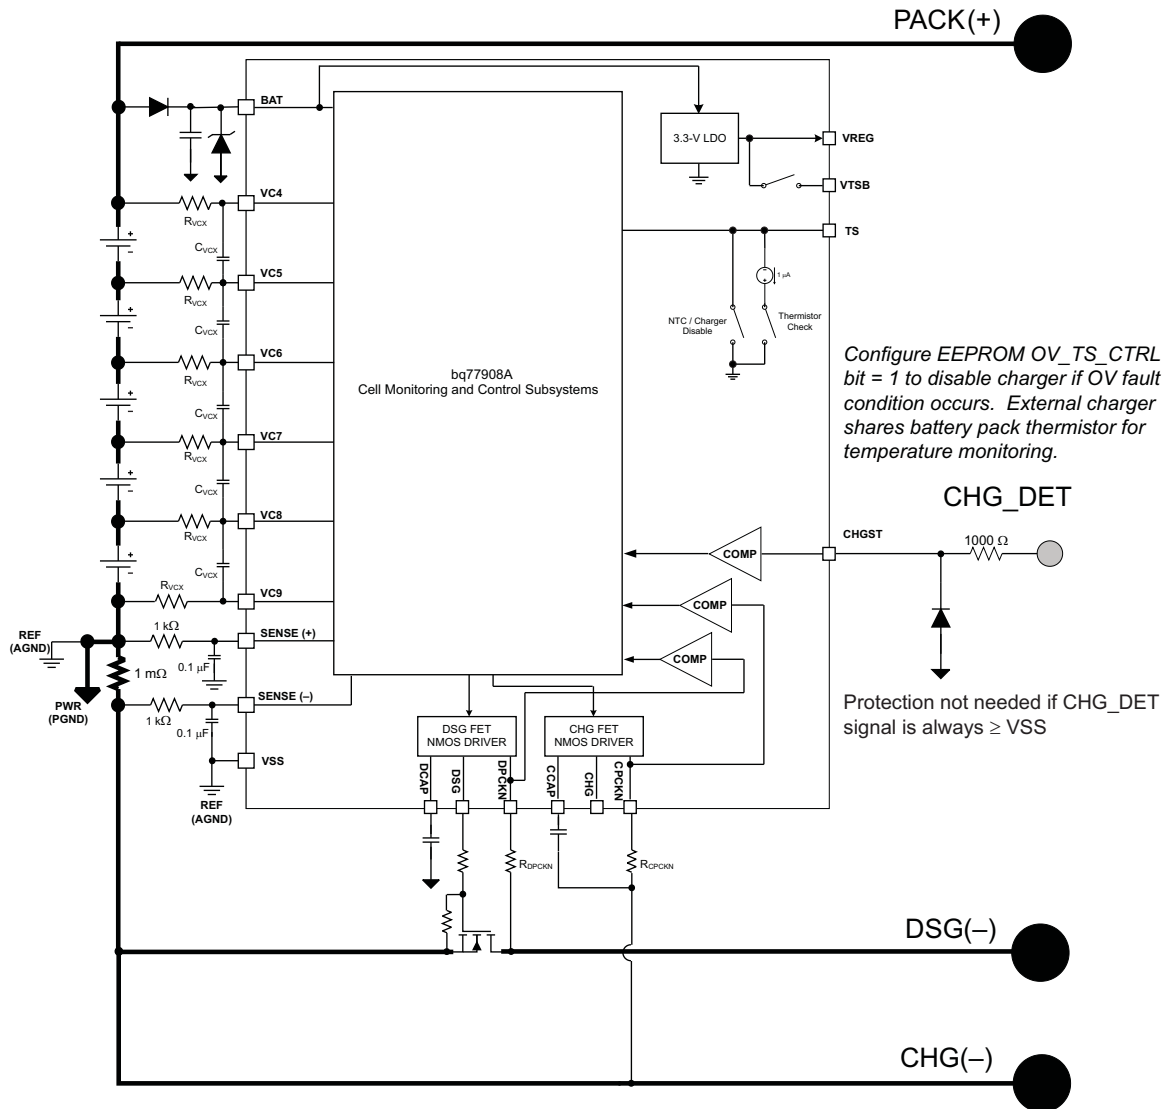 PACK(+)
BAT
3.3-V LDO
VREG
VTSB
VC4
RVCX
TS
CVCX
1 µA
VC5
RVCX
NTC / Charger
Disable
Thermistor
Check
CVCX
Configure EEPROM OV_TS_CTRL
bit = 1 to disable charger if OV fault
condition occurs. External charger
shares battery pack thermistor for
temperature monitoring.
VC6
RVCX
bq77908A
Cell Monitoring and Control Subsystems
CVCX
VC7
RVCX
CVCX
CHG_DET
VC8
RVCX
CHGST
1000 Ω
COMP
CVCX
RVCX
VC9
COMP
REF
(AGND)
1 kΩ
SENSE (+)
0.1 µF
COMP
1 mΩ
PWR
(PGND)
1 kΩ
SENSE (–)
0.1 µF
Protection not needed if CHG_DET
signal is always ≥ VSS
DSG FET
NMOS DRIVER
CHG FET
NMOS DRIVER
VSS
REF
(AGND)
DCAP
DSG
DPCKN
CCAP
CHG
CPCKN
RDPCKN
RCPCKN
DSG(–)
CHG(–)
+
–
+
–
+
–
+
–
+
–
–
+